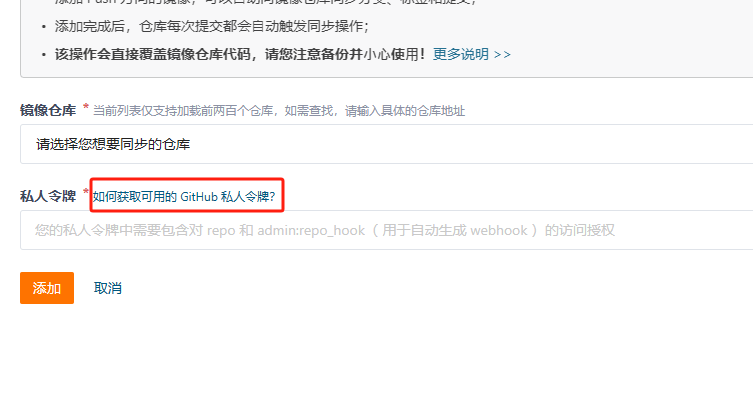 添加完成后，仓库每次提交都会自动触发同步操作；
该操作会直接覆盖镜像仓库代码，请您注意备份并小心使用！更多说明 >>
镜像仓库 * 当前列表仅支持加载前两百个仓库，如需查找，请输入具体的仓库地址
请选择您想要同步的仓库
私人令牌 * 如何获取可用的 GitHub 私人令牌？
您的私人令牌中需要包含对 repo 和 admin:repo_hook（ 用于自动生成 webhook ）的访问授权
添加 取消